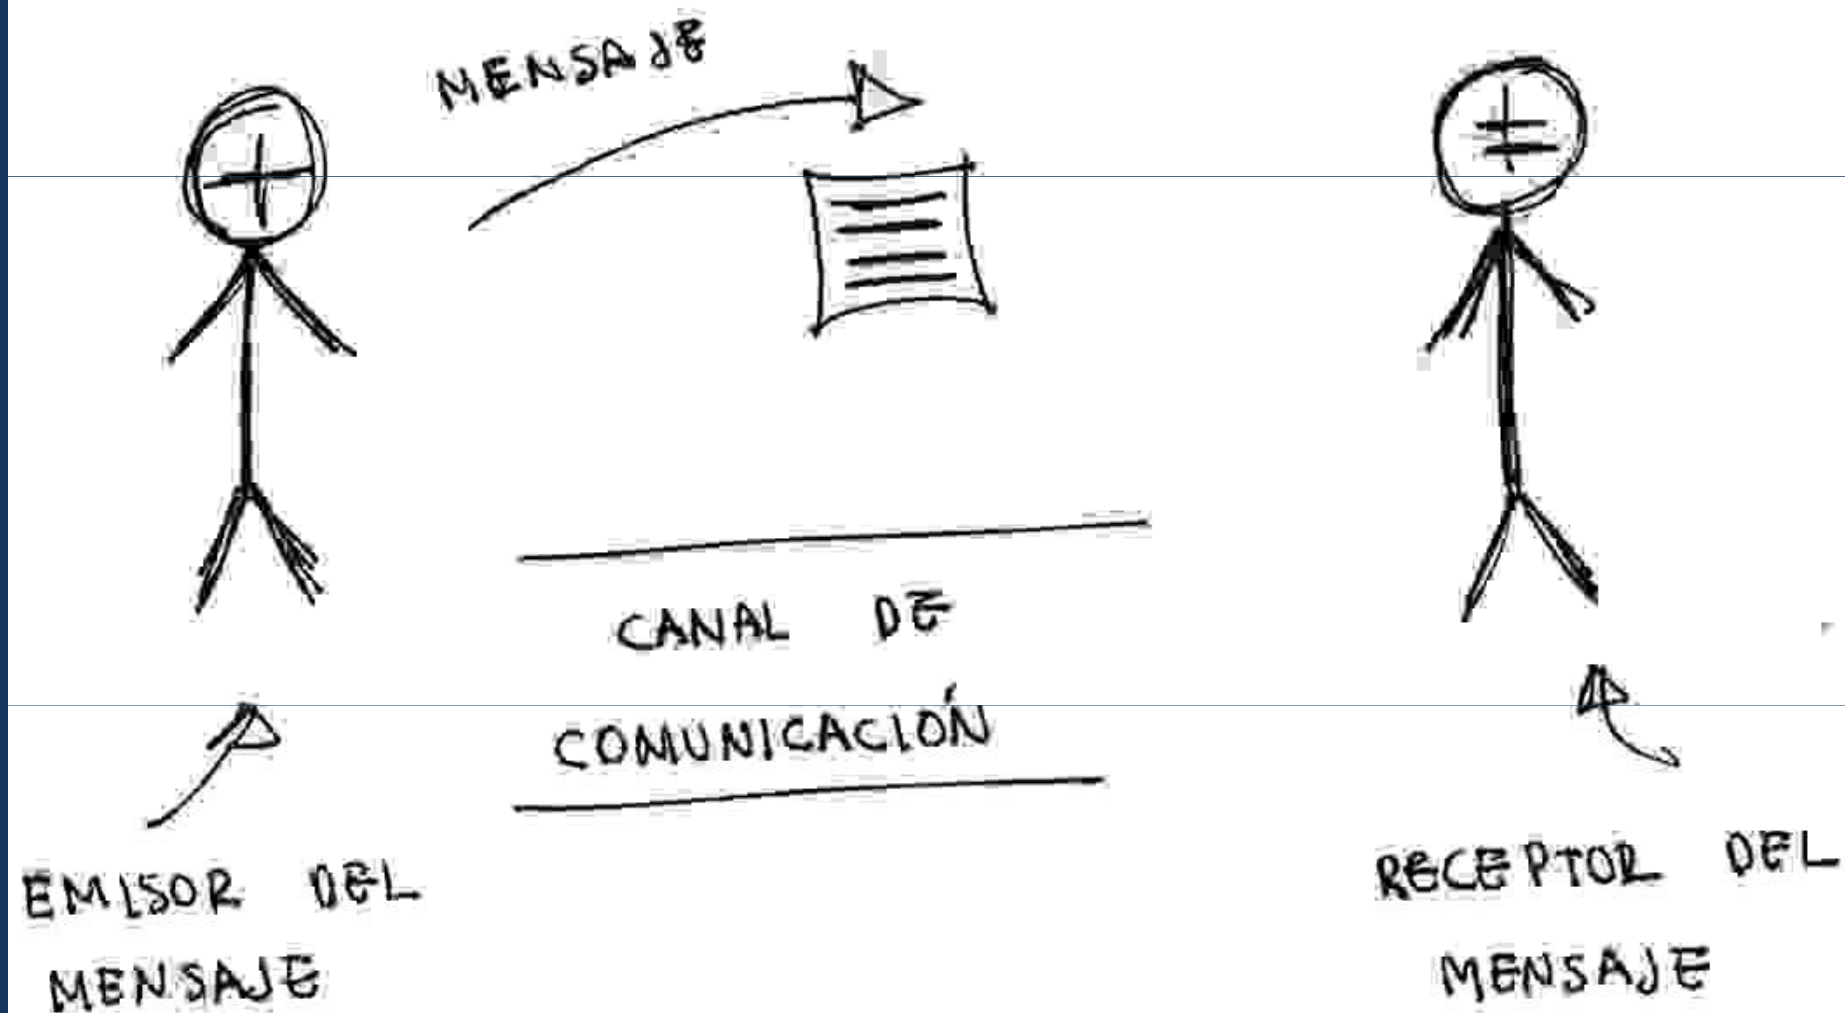 MENSAJE
CANAL DE
COMUNICACIÓN
EMISOR DEL
MENSAJE
RECEPTOR DEL
MENSAJE